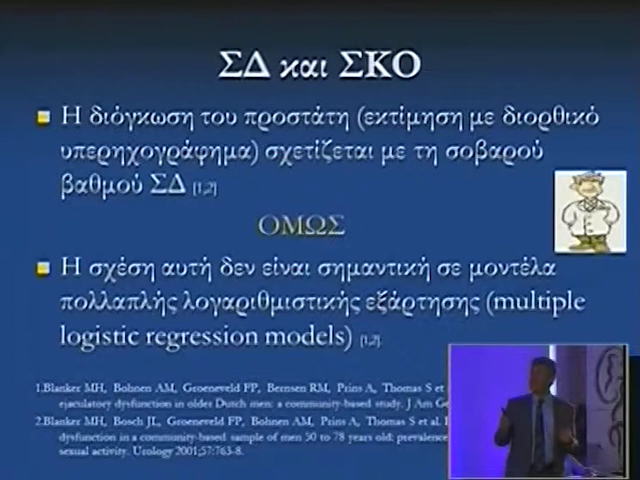 ΣΔ και ΣΚΟ
Η διόγκωση του προστάτη (εκτίμηση με διορθικό
υπερηχογράφημα) σχετίζεται με τη σοβαρού
βαθμού ΣΔ [1,2]
ΟΜΩΣ
Η σχέση αυτή δεν είναι σημαντική σε μοντέλα
πολλαπλής λογαριθμιστικής εξάρτησης (multiple
logistic regression models) [1,2]
1.Blanker MH, Bohnen AM, Groeneveld FP, Bernsen RM, Prins A, Thomas S et
ejaculatory dysfunction in older Dutch men: a community-based study. J Am Ge
2.Blanker MH, Bosch JL, Groeneveld FP, Bohnen AM, Prins A, Thomas S et al.
dysfunction in a community-based sample of men 50 to 78 years old: prevalence
sexual activity. Urology 2001;57:763-8.